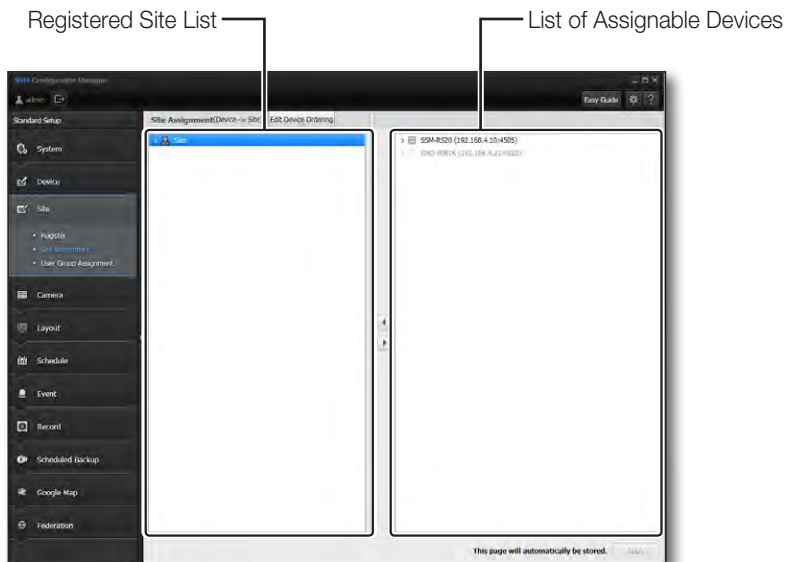 Registered Site List
List of Assignable Devices
SSM Configuration Manager
admin
Easy Guide
?
Standard Setup
Site Assignment(Device -> Site)
Edit Device Ordering
System
Device
Site
Register
Site Assignment
User Group Assignment
Camera
Layout
Schedule
Event
Record
Scheduled Backup
Google Map
Federation
Site
SSM-RS20 (192.168.4.10:4505)
This page will automatically be stored.
Apply